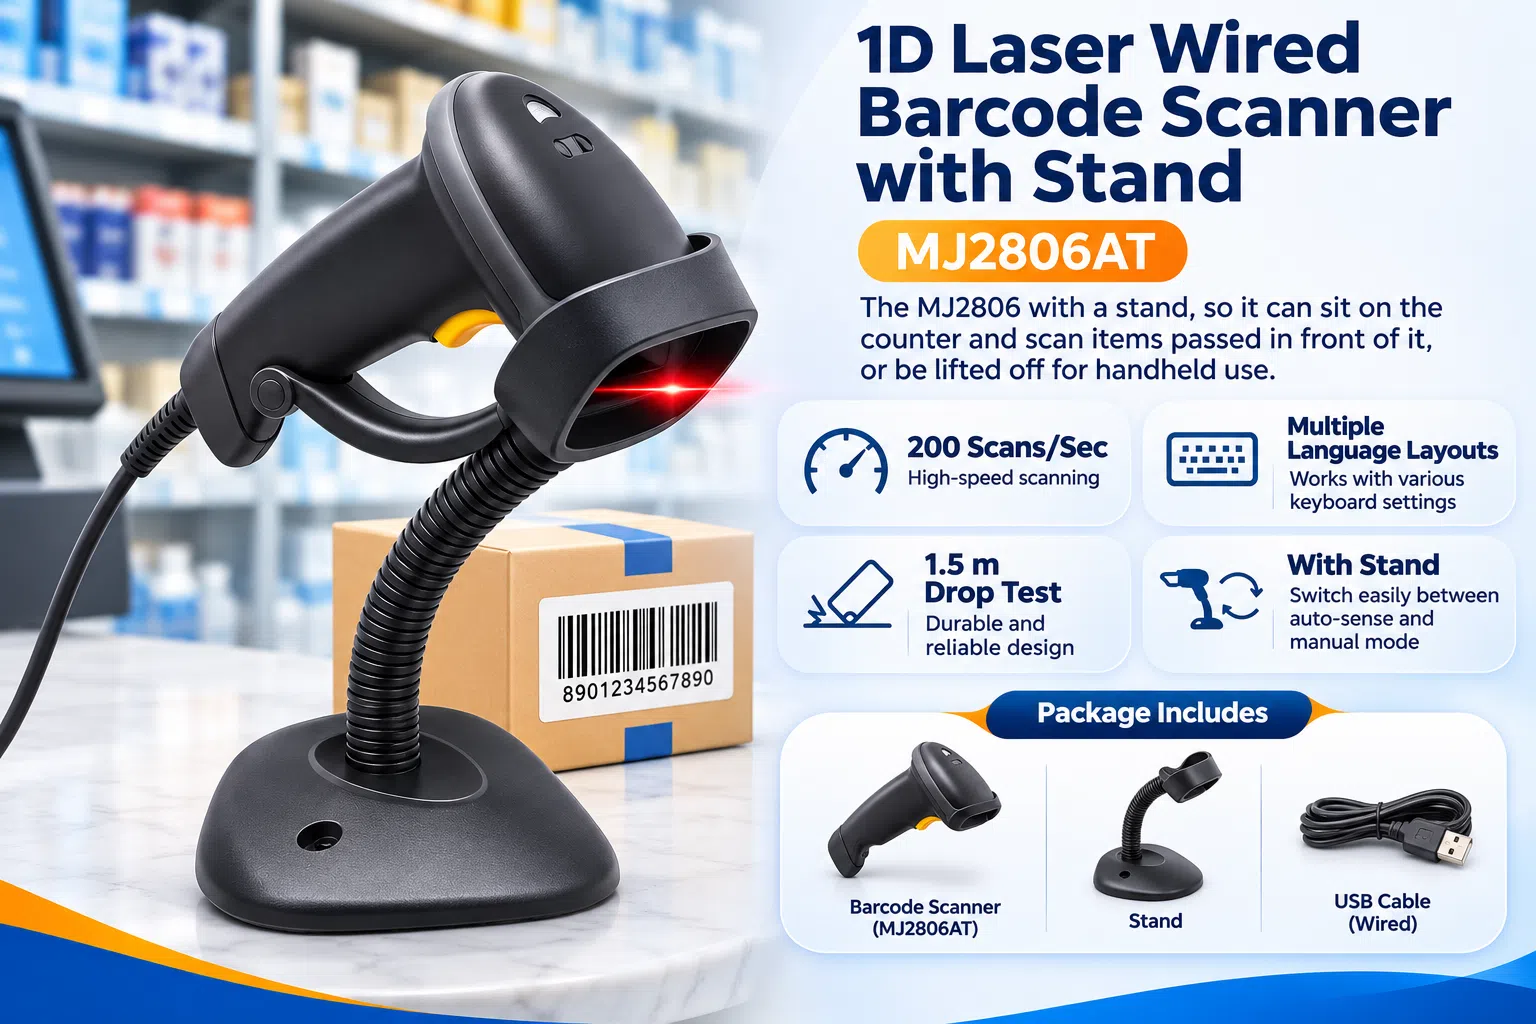 1D Laser Wired
Barcode Scanner
with Stand
MJ2806AT
The MJ2806 with a stand, so it can sit on the
counter and scan items passed in front of it,
or be lifted off for handheld use.
200 Scans/Sec
High-speed scanning
Multiple
Language Layouts
Works with various
keyboard settings
1.5 m
Drop Test
Durable and
reliable design
With Stand
Switch easily between
auto-sense and
manual mode
8901234567890
Package Includes
Barcode Scanner
(MJ2806AT)
Stand
USB Cable
(Wired)